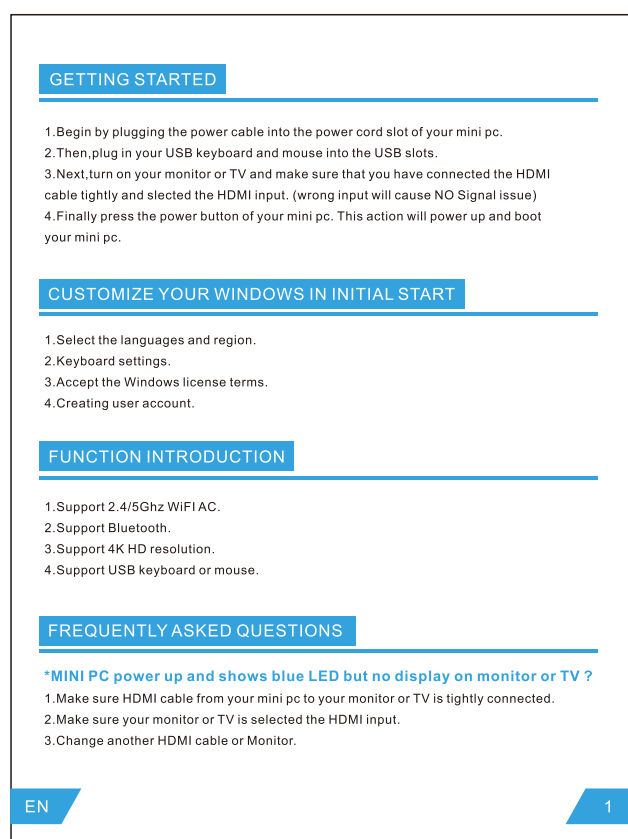 GETTING STARTED
1.Begin by plugging the power cable into the power cord slot of your mini pc.
2.Then,plug in your USB keyboard and mouse into the USB slots.
3.Next,turn on your monitor or TV and make sure that you have connected the HDMI
cable tightly and slected the HDMI input. (wrong input will cause NO Signal issue)
4.Finally press the power button of your mini pc. This action will power up and boot
your mini pc.
CUSTOMIZE YOUR WINDOWS IN INITIAL START
1.Select the languages and region.
2.Keyboard settings.
3.Accept the Windows license terms.
4.Creating user account.
FUNCTION INTRODUCTION
1.Support 2.4/5Ghz WiFI AC.
2.Support Bluetooth.
3.Support 4K HD resolution.
4.Support USB keyboard or mouse.
FREQUENTLY ASKED QUESTIONS
*MINI PC power up and shows blue LED but no display on monitor or TV ?
1.Make sure HDMI cable from your mini pc to your monitor or TV is tightly connected.
2.Make sure your monitor or TV is selected the HDMI input.
3.Change another HDMI cable or Monitor.
EN
1